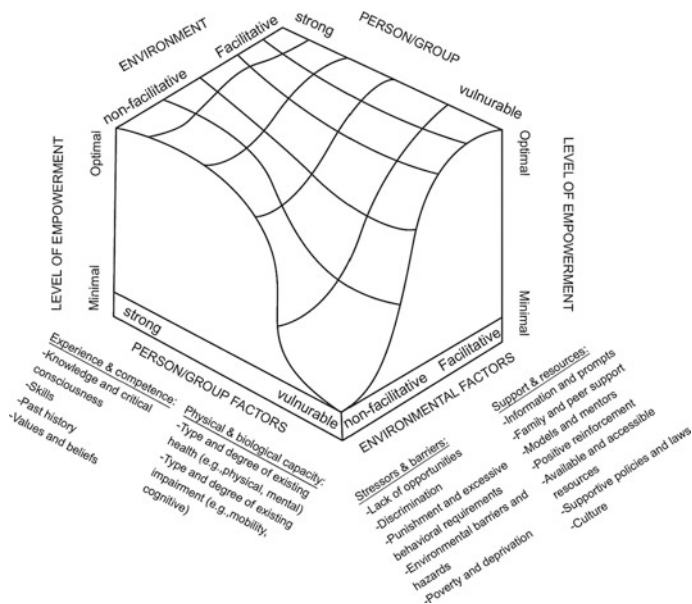 ENVIRONMENT
PERSON/GROUP
strong
Facilitative
non-facilitative
vulnurable
LEVEL OF EMPOWERMENT
Optimal
Minimal
Optimal
Minimal
LEVEL OF EMPOWERMENT
strong
vulnerable
PERSON/GROUP FACTORS
non-facilitative
Facilitative
ENVIRONMENTAL FACTORS
Experience & competence:
-Knowledge and critical
consciousness
-Skills
-Past history
-Values and beliefs
Physical & biological capacity:
-Type and degree of existing
health (e.g.,physical, mental)
-Type and degree of existing
impairment (e.g.,mobility,
cognitive)
Stressors & barriers:
-Lack of opportunities
-Discrimination
-Punishment and excessive
behavioral requirements
-Environmental barriers and
hazards
-Poverty and deprivation
Support & resources:
-Information and prompts
-Family and peer support
-Models and mentors
-Positive reinforcement
-Available and accessible
resources
-Supportive policies and laws
-Culture